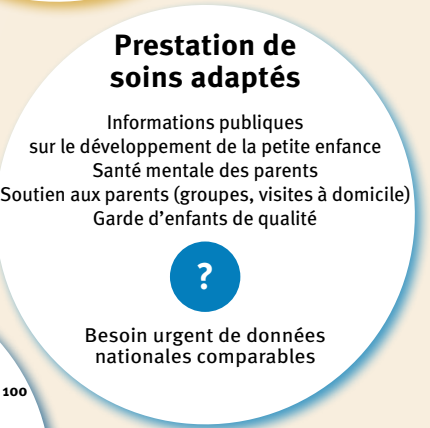 Prestation de
soins adaptés
Informations publiques
sur le développement de la petite enfance
Santé mentale des parents
Soutien aux parents (groupes, visites à domicile)
Garde d'enfants de qualité
?
Besoin urgent de données
nationales comparables
100